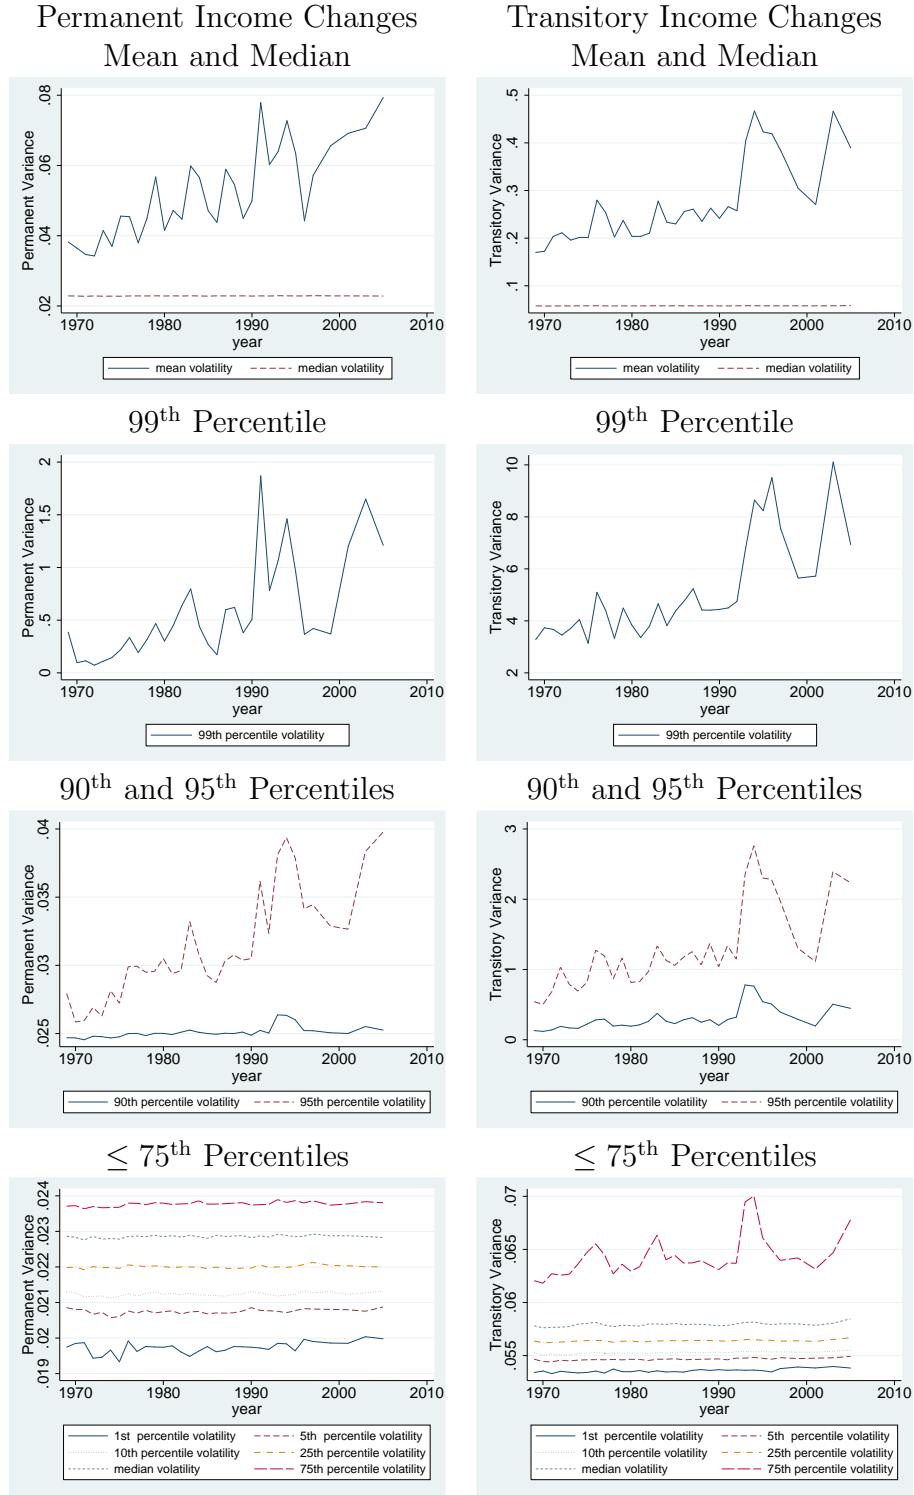 Permanent Income Changes
Mean and Median
Permanent Variance
.08
.06
.04
.02
1970 1980 1990 2000 2010
year
mean volatility median volatility
Transitory Income Changes
Mean and Median
Transitory Variance
.5
.4
.3
.2
.1
1970 1980 1990 2000 2010
year
mean volatility median volatility
99th Percentile
Permanent Variance
2
1.5
1
.5
0
1970 1980 1990 2000 2010
year
99th percentile volatility
99th Percentile
Transitory Variance
10
8
6
4
2
1970 1980 1990 2000 2010
year
99th percentile volatility
90th and 95th Percentiles
Permanent Variance
.04
.035
.03
.025
1970 1980 1990 2000 2010
year
90th percentile volatility 95th percentile volatility
90th and 95th Percentiles
Transitory Variance
3
2
1
0
1970 1980 1990 2000 2010
year
90th percentile volatility 95th percentile volatility
≤ 75th Percentiles
Permanent Variance
.024
.023
.022
.021
.02
.019
1970 1980 1990 2000 2010
year
1st percentile volatility 5th percentile volatility
10th percentile volatility 25th percentile volatility
median volatility 75th percentile volatility
≤ 75th Percentiles
Transitory Variance
.07
.065
.06
.055
1970 1980 1990 2000 2010
year
1st percentile volatility 5th percentile volatility
10th percentile volatility 25th percentile volatility
median volatility 75th percentile volatility